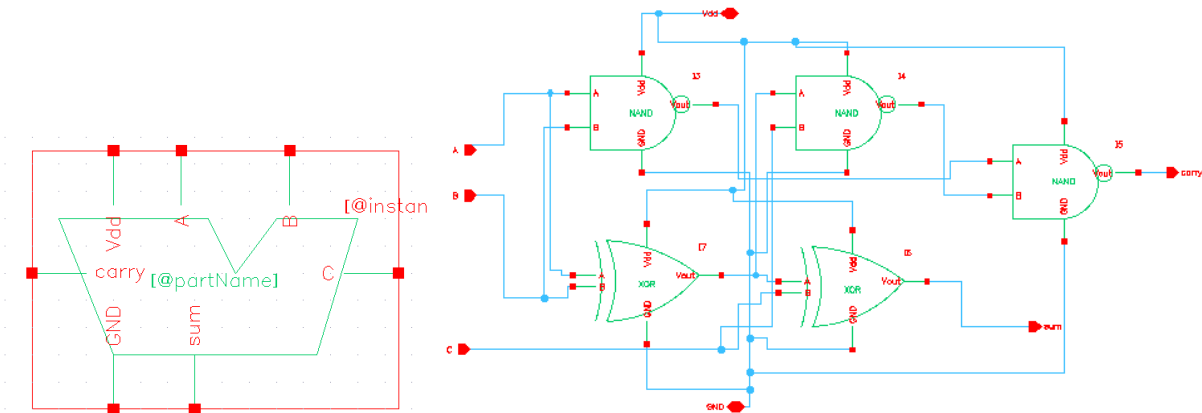 Vdd
A
B
[@instan
carry
[@partName]
C
GND
sum
Vdd
I3
I4
A
B
Vdd
NAND
GND
Vout
A
B
Vdd
NAND
GND
Vout
I5
A
B
Vdd
NAND
GND
Vout
carry
A
B
I7
A
B
Vdd
XOR
GND
Vout
I6
A
B
Vdd
XOR
GND
Vout
sum
C
GND